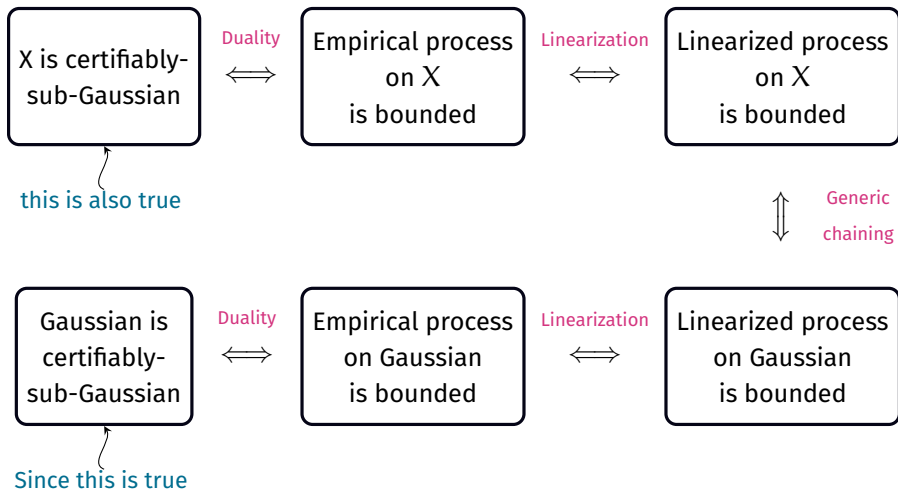 X is certifiably-
sub-Gaussian
Duality
⟺
Empirical process
on X
is bounded
Linearization
⟺
Linearized process
on X
is bounded
this is also true
⇕
Generic
chaining
Gaussian is
certifiably-
sub-Gaussian
Duality
⟺
Empirical process
on Gaussian
is bounded
Linearization
⟺
Linearized process
on Gaussian
is bounded
Since this is true